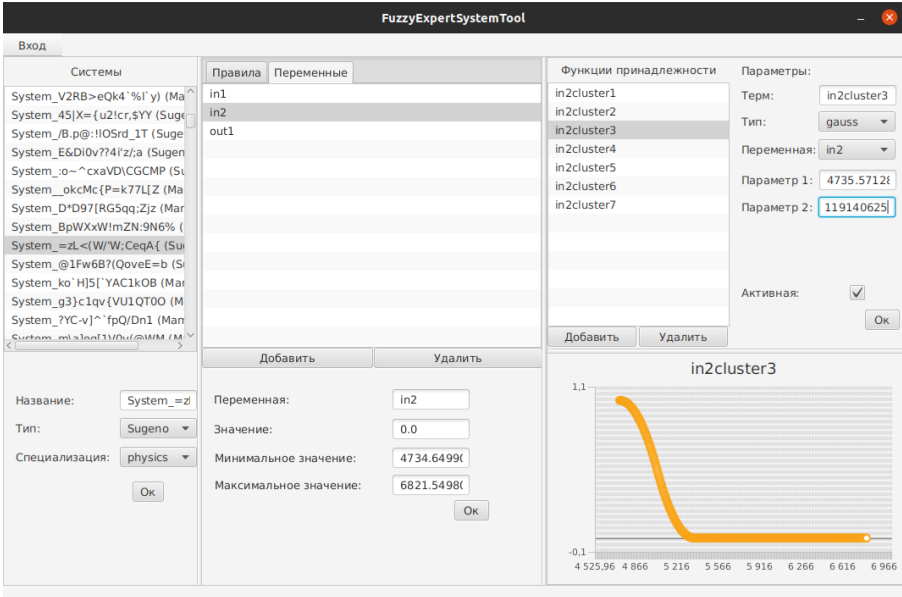 FuzzyExpertSystemTool
Вход
Системы
System_V2RB>eQk4`%l`y) (Ma
System_45|X={u2!cr,$YY (Suge
System_/B.p@:!lOSrd_1T (Suge
System_E&Di0v??4i'z/;a (Sugen
System_:o~^cxaVD\CGCMP (Su
System__okcMc{P=k77L[Z (Ma
System_D*D97[RG5qq;Zjz (Mar
System_BpWXxW!mZN:9N6% (
System_=zL<(W/'W;CeqA{ (Su
System_@1Fw6B?(QoveE=b (S
System_ko`H]5[`YAC1kOB (Mar
System_g3}c1qv{VU1QT0O (M
System_?YC-v]^`fpQ/Dn1 (Mam
Название:
System_=zl
Тип:
Sugeno
Специализация:
physics
Ок
Правила
Переменные
in1
in2
out1
Добавить
Удалить
Переменная:
in2
Значение:
0.0
Минимальное значение:
4734.6499
Максимальное значение:
6821.5498
Ок
Функции принадлежности
in2cluster1
in2cluster2
in2cluster3
in2cluster4
in2cluster5
in2cluster6
in2cluster7
Добавить
Удалить
Параметры:
Терм:
in2cluster3
Тип:
gauss
Переменная:
in2
Параметр 1:
4735.5712
Параметр 2:
119140625
Активная:
Ок
in2cluster3
1,1
-0,1
4 525,96 4 866 5 216 5 566 5 916 6 266 6 616 6 966